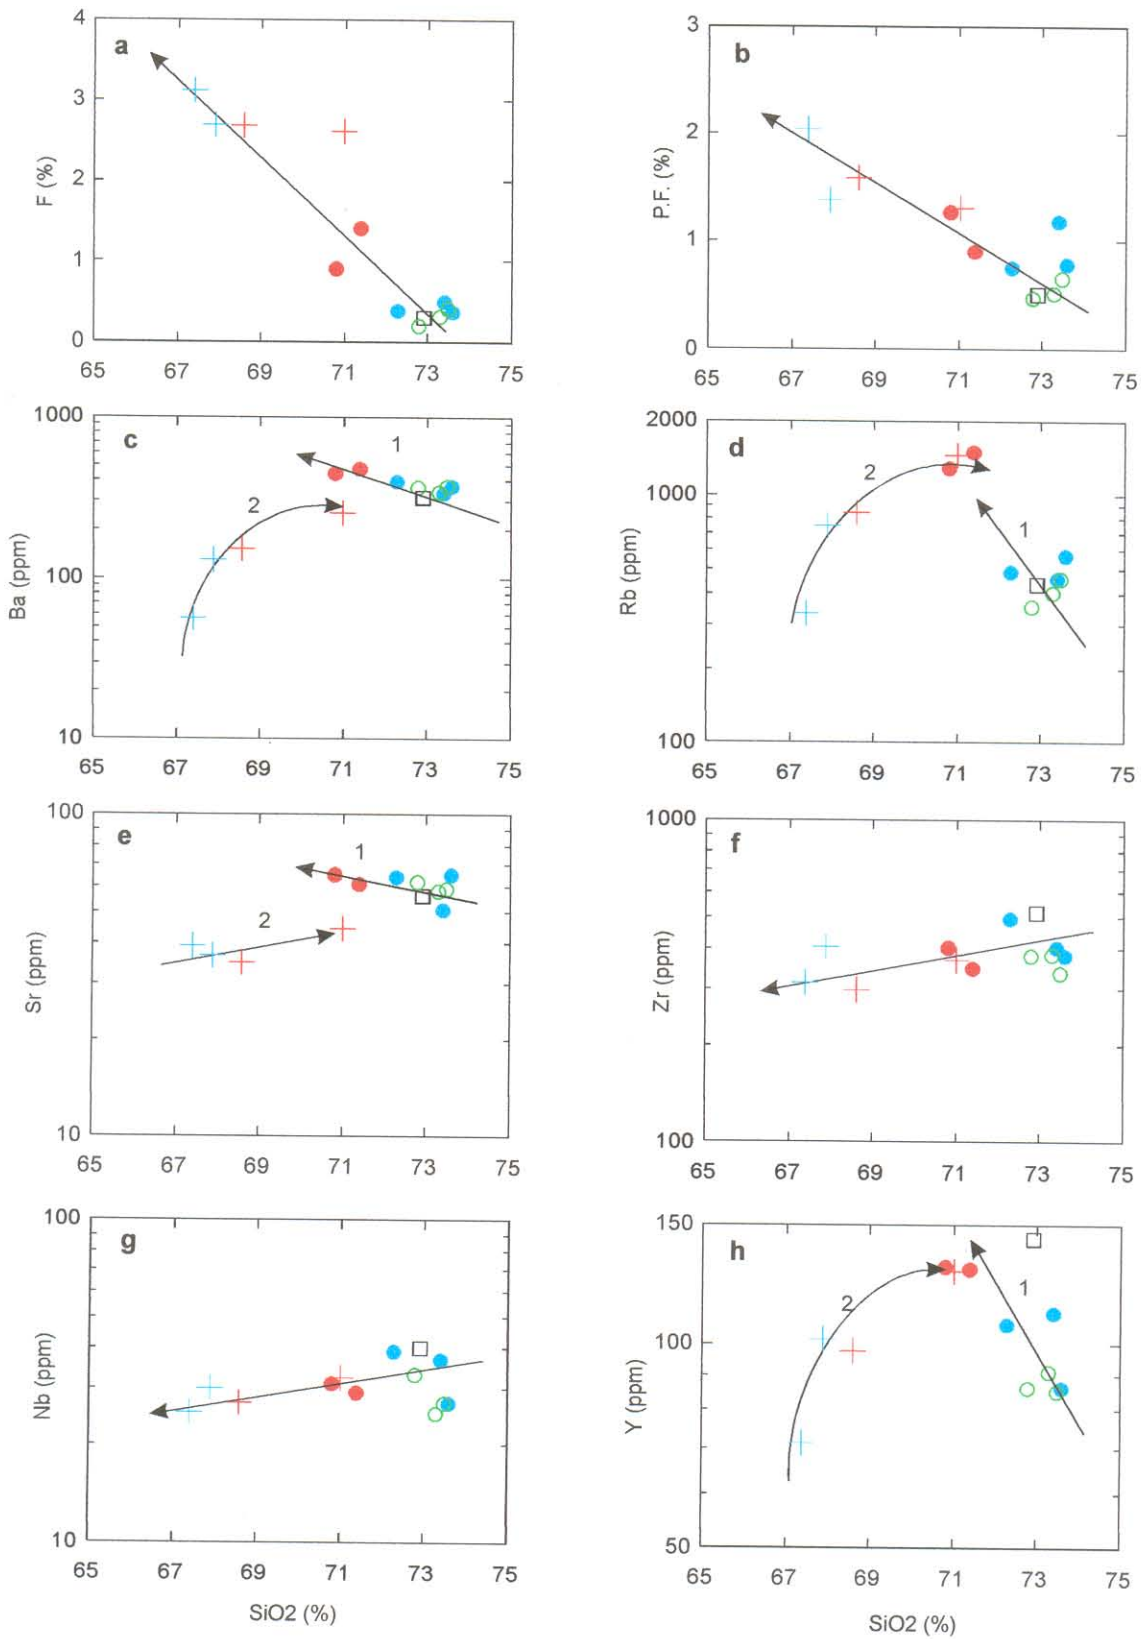 4
3
2
1
0
F (%)
a
65 67 69 71 73 75
3
2
1
0
P.F. (%)
b
65 67 69 71 73 75
1000
100
10
Ba (ppm)
c
1
2
65 67 69 71 73 75
2000
1000
100
Rb (ppm)
d
2
1
65 67 69 71 73 75
100
10
Sr (ppm)
e
1
2
65 67 69 71 73 75
1000
100
Zr (ppm)
f
65 67 69 71 73 75
100
10
Nb (ppm)
g
65 67 69 71 73 75
SiO2 (%)
150
100
50
Y (ppm)
h
1
2
65 67 69 71 73 75
SiO2 (%)